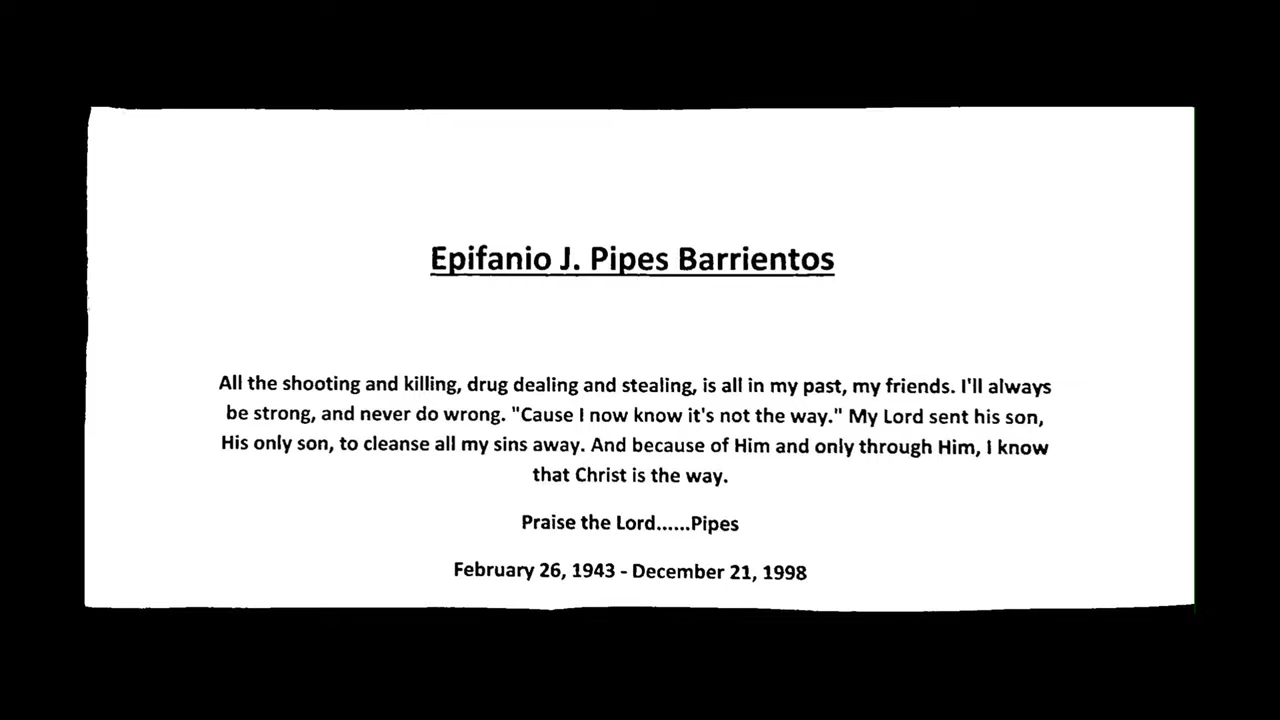 Epifanio J. Pipes Barrientos
All the shooting and killing, drug dealing and stealing, is all in my past, my friends. I'll always
be strong, and never do wrong. "Cause I now know it's not the way." My Lord sent his son,
His only son, to cleanse all my sins away. And because of Him and only through Him, I know
that Christ is the way.
Praise the Lord......Pipes
February 26, 1943 - December 21, 1998